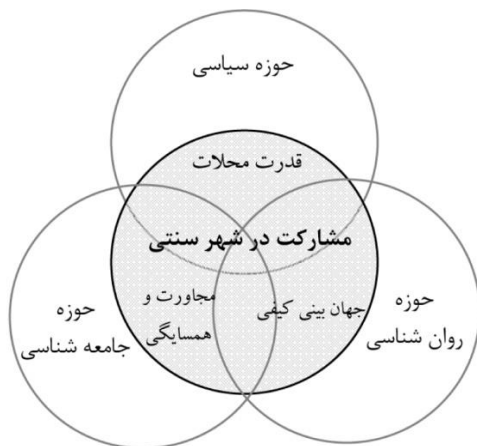 حوزه سیاسی
قدرت محلات
مشارکت در شهر سنتی
حوزه
روان شناسی
جهان بینی کیفی
مجاورت و
همسایگی
حوزه
جامعه شناسی